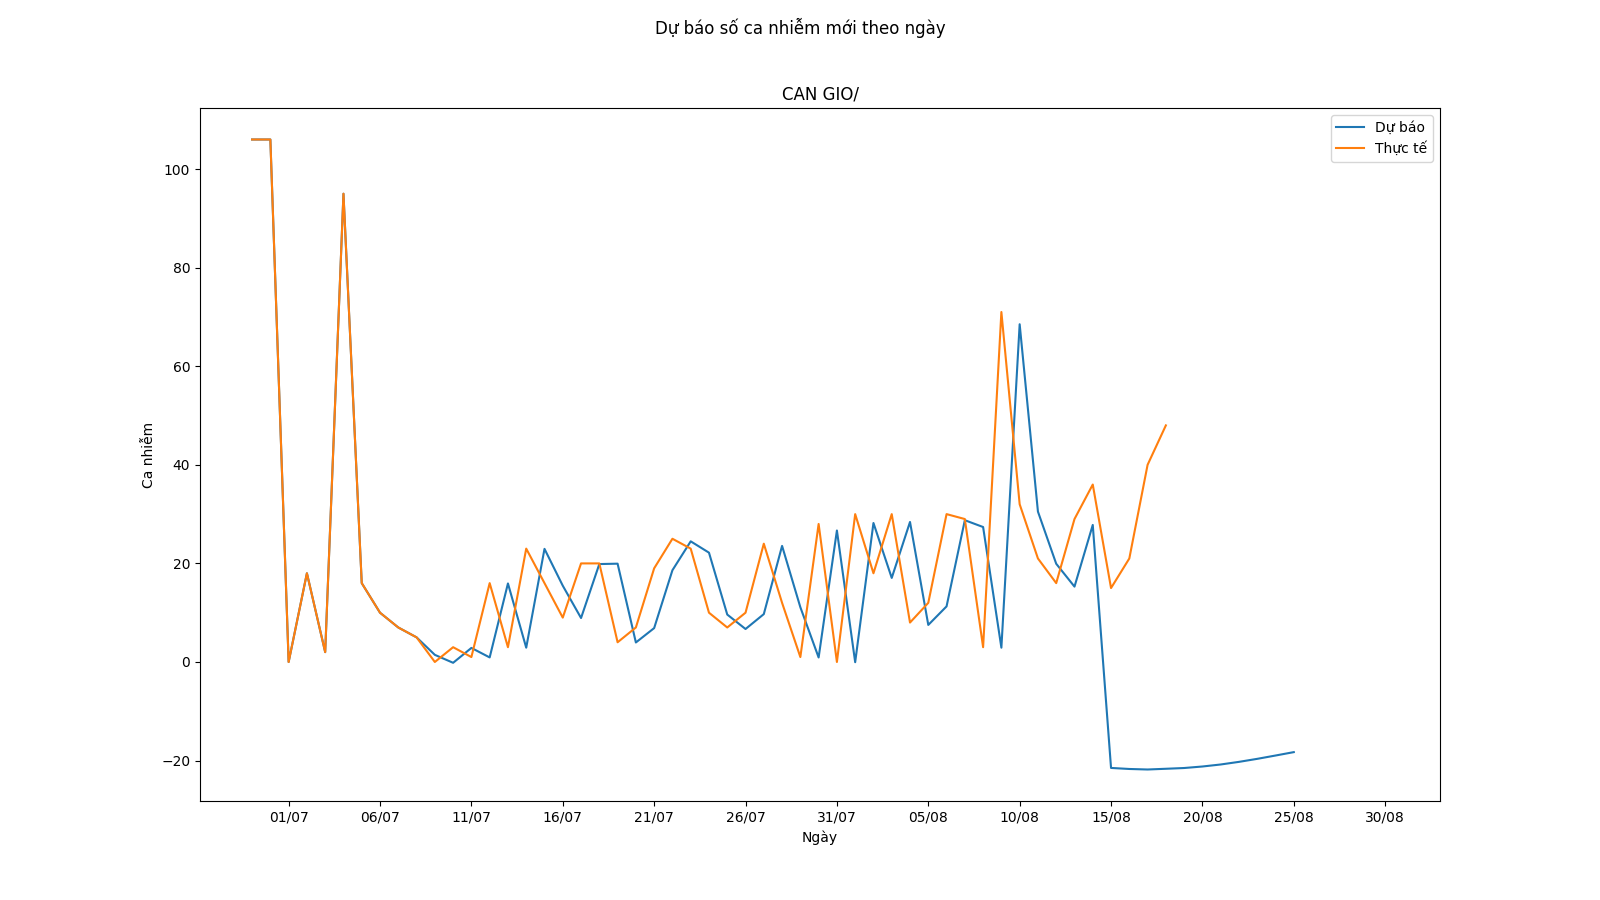 Dự báo số ca nhiễm mới theo ngày
CAN GIO/
Dự báo
Thực tế
100
80
60
40
20
0
−20
Ca nhiễm
01/07 06/07 11/07 16/07 21/07 26/07 31/07 05/08 10/08 15/08 20/08 25/08 30/08
Ngày